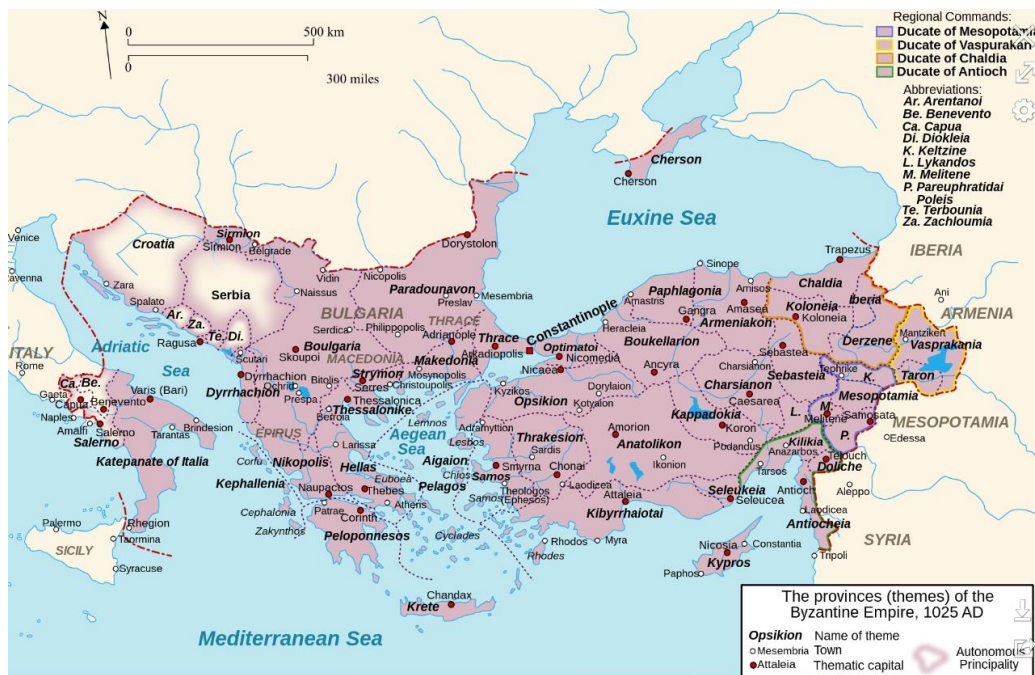 0
500 km
300 miles
N
Regional Commands:
Ducate of Mesopotamia
Ducate of Vaspurakan
Ducate of Chaldia
Ducate of Antioch
Abbreviations:
Ar. Arentanoi
Be. Benevento
Ca. Capua
Di. Diokleia
K. Keltzine
L. Lykandos
M. Melitene
P. Pareuphratidai
Poleis
Te. Terbounia
Za. Zachloumia
Cherson
Cherson
Euxine Sea
IBERIA
Venice
Croatia
Sirmion
Sirmion
Belgrade
Dorystolon
Sinope
Trapezus
Zara
Vidin
Nicopolis
Paradounavon
Preslav
Mesembria
Amastris
Paphlagonia
Amisos
Chaldia
Ani
Spalato
Serbia
Naissus
BULGARIA
THRACE
Constantinople
Heracleia
Gangra
Amasea
Koloneia
Koloneia
Iberia
ARMENIA
Ar.
Za.
Te.
Di.
Ragusa
Serdica
Philippopolis
Adrianople
Thrace
Arkadiopolis
Armeniakon
Boukellarion
Mantziken
Vasprakania
ITALY
Adriatic
Sea
Scutari
Skoupoi
Boulgaria
MACEDONIA
Makedonia
Optimatoi
Nicomedia
Nicaea
Ancyra
Sebastea
Derzene
Rome
Ca.
Be.
Varis (Bari)
Dyrrhachion
Dyrrhachion
Ohrid
Bitolis
Prespa
Strymon
Serres
Mosynopolis
Christoupolis
Kyzikos
Dorylaion
Charsianon
Charsianon
Sebasteia
Tephrike
K.
Taron
Gaeta
Capua
Benevento
Naples
Amalfi
Salerno
Salerno
Brindesion
Tarantas
Thessalonica
Thessalonike.
Beroia
Lemnos
Opsikion
Kotyaion
Caesarea
Mesopotamia
L.
M.
Melitene
Samosata
MESOPOTAMIA
EPIRUS
Larissa
Aegean
Sea
Adramytion
Lesbos
Amorion
Anatolikon
Kappadokia
Koron
P.
Edessa
Katepanate of Italia
Corfu
Nikopolis
Hellas
Aigaion
Pelagos
Thrakesion
Sardis
Smyrna
Chonai
Ikonion
Podandus
Kilikia
Anazarbos
Telouch
Doliche
Kephallenia
Naupactos
Euboea
Chios
Samos
Thebes
Samos
Theologos
(Ephesos)
Laodicea
Attaleia
Seleukeia
Seleucea
Tarsos
Antioch
Aleppo
Palermo
Rhegion
Cephalonia
Patrae
Athens
Corinth
Kibyrrhaiotai
Laodicea
SICILY
Thormina
Zakynthos
Peloponnesos
Cyclades
Rhodos
Myra
Nicosia
Constantia
Antiocheia
SYRIA
Syracuse
Rhodes
Paphos
Kypros
Tripoli
Chandax
Krete
Mediterranean Sea
The provinces (themes) of the
Byzantine Empire, 1025 AD
Opsikion Name of theme
Mesembria Town
Attaleia Thematic capital
Autonomous
Principality